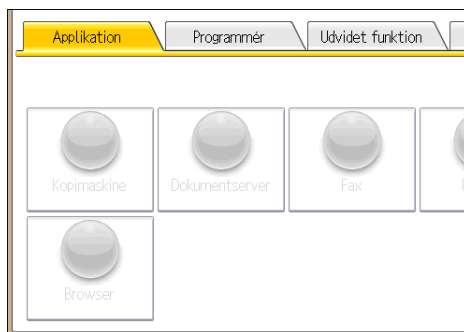 Applikation
Programmér
Udvidet funktion
Kopimaskine
Dokumentserver
Fax
Browser